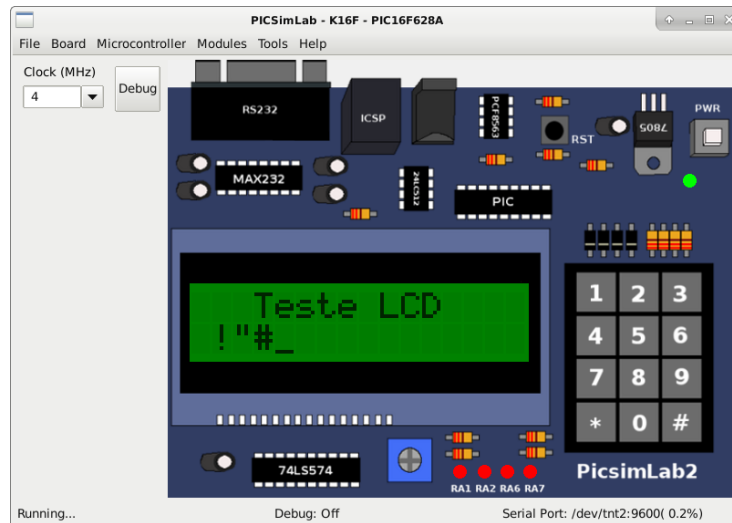 PICSimLab - K16F - PIC16F628A
File Board Microcontroller Modules Tools Help
Clock (MHz)
4
Debug
RS232
ICSP
PCF8563
RST
7805
PWR
MAX232
24LC512
PIC
Teste LCD
!"#_
1 2 3
4 5 6
7 8 9
* 0 #
74LS574
RA1 RA2 RA6 RA7
PicsimLab2
Running...
Debug: Off
Serial Port: /dev/tnt2:9600( 0.2%)